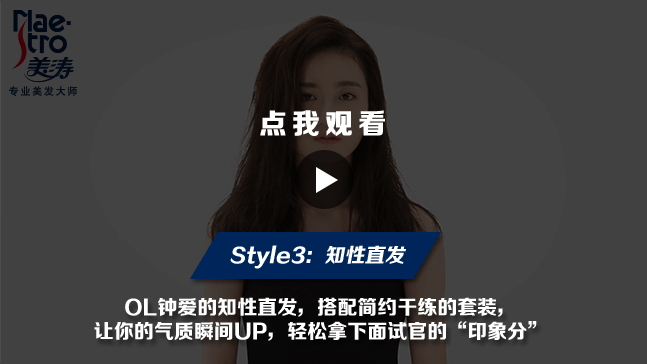 Maestro
美涛
专业美发大师
点我观看
Style3: 知性直发
OL钟爱的知性直发，搭配简约干练的套装，
让你的气质瞬间UP，轻松拿下面试官的“印象分”